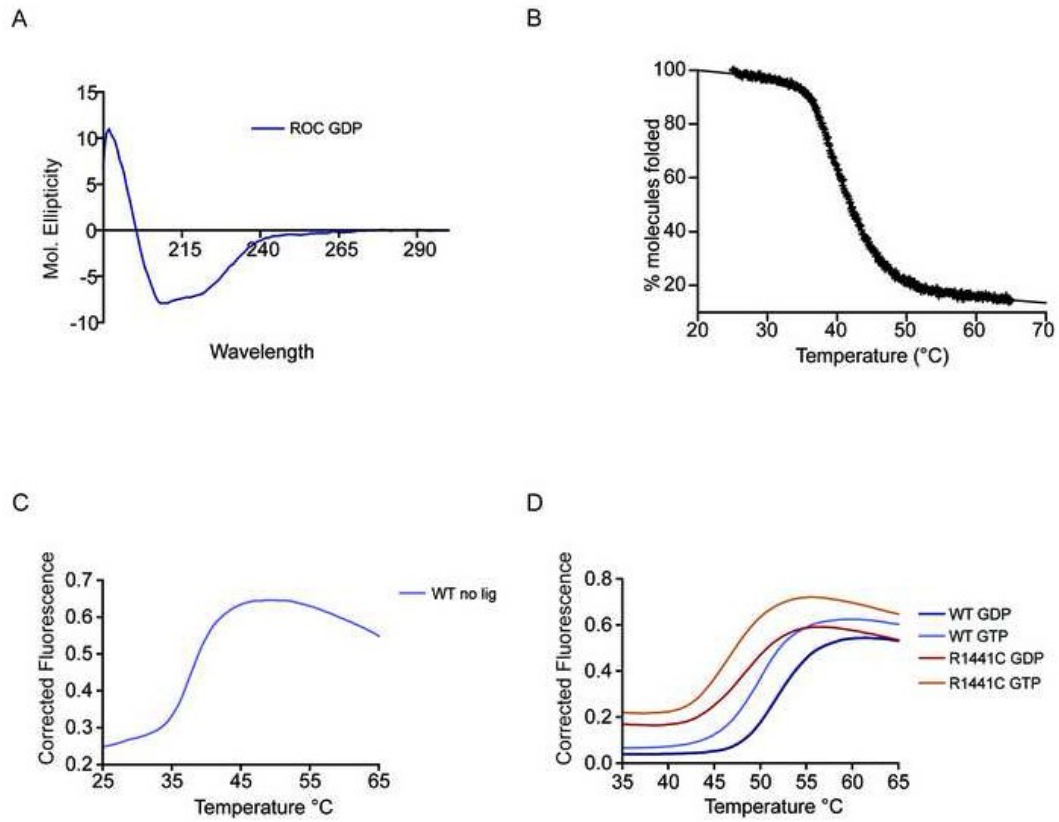 A
15
10
5
0
-5
-10
Mol. Ellipticity
ROC GDP
215 240 265 290
Wavelength
B
100
80
60
40
20
% molecules folded
20 30 40 50 60 70
Temperature (°C)
C
0.7
0.6
0.5
0.4
0.3
0.2
Corrected Fluorescence
WT no lig
25 35 45 55 65
Temperature °C
D
0.8
0.6
0.4
0.2
0.0
Corrected Fluorescence
WT GDP
WT GTP
R1441C GDP
R1441C GTP
35 40 45 50 55 60 65
Temperature °C